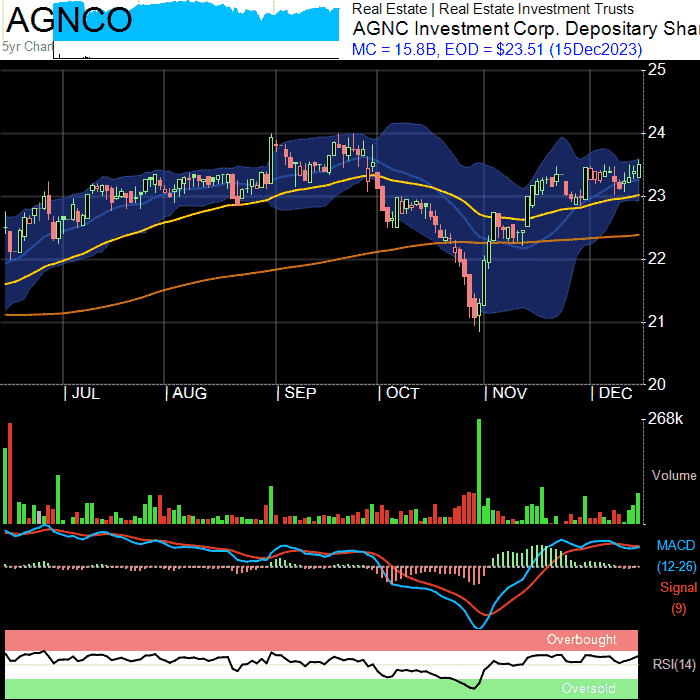 AGNCO
Real Estate | Real Estate Investment Trusts
5yr Chart
AGNC Investment Corp. Depositary Shar
MC = 15.8B, EOD = $23.51 (15Dec2023)
25
24
23
22
21
20
| JUL | AUG | SEP | OCT | NOV | DEC
268k
Volume
MACD
(12-26)
Signal
(9)
Overbought
RSI(14)
Oversold